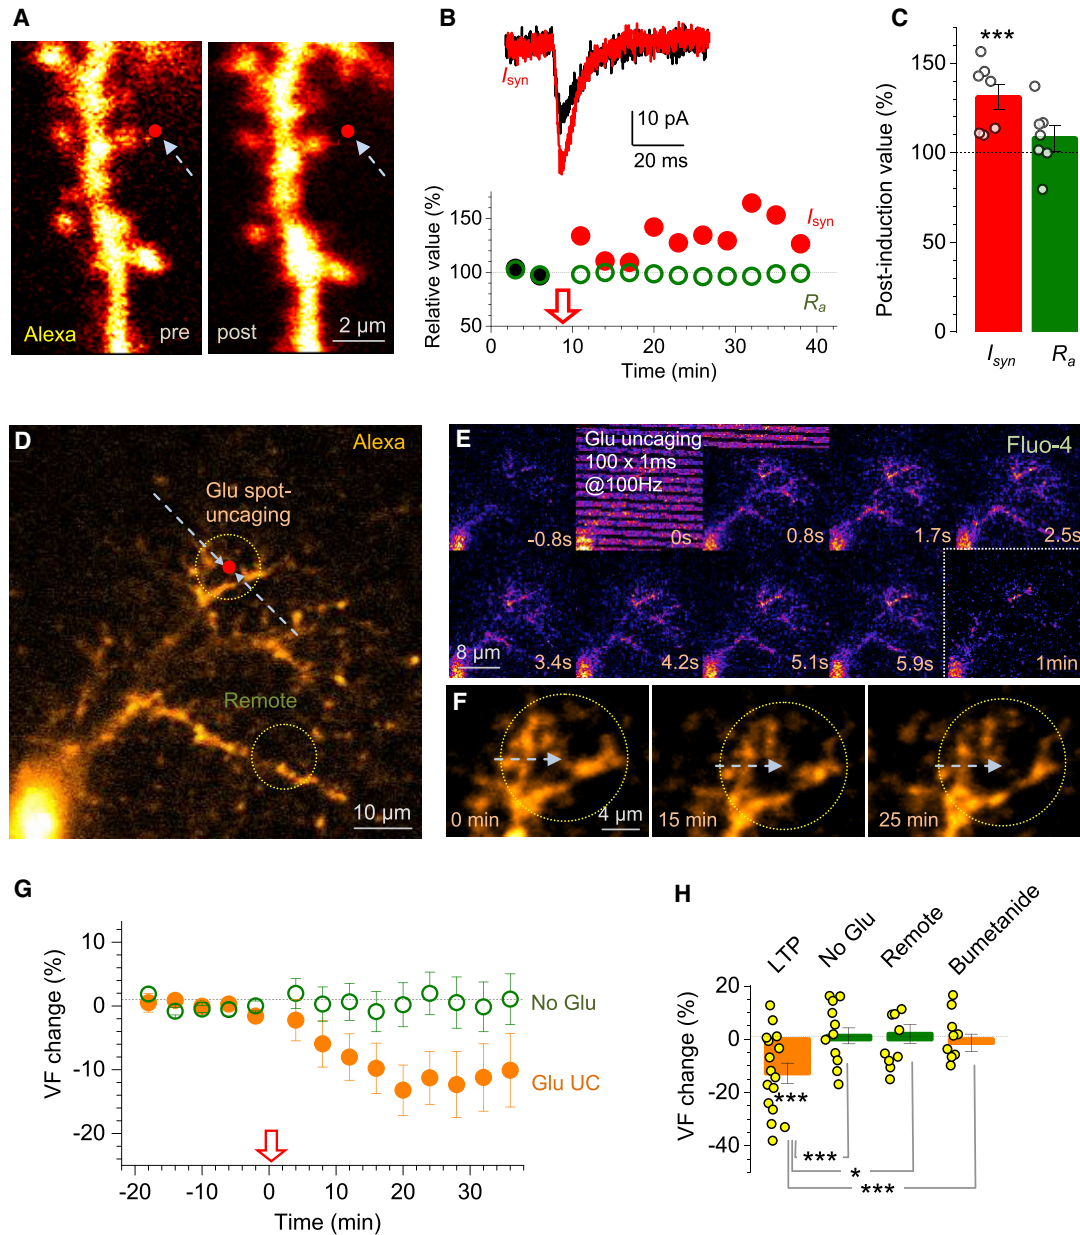 A
Alexa
pre
post
2 µm
B
Isyn
10 pA
20 ms
Relative value (%)
150
100
50
Isyn
Ra
0
10
20
30
40
Time (min)
C
***
Post-induction value (%)
150
100
50
0
Isyn
Ra
D
Alexa
Glu spot-
uncaging
Remote
10 µm
E
Glu uncaging
100 x 1ms
@100Hz
Fluo-4
-0.8s
0s
0.8s
1.7s
2.5s
8 µm
3.4s
4.2s
5.1s
5.9s
1min
F
0 min
4 µm
15 min
25 min
G
VF change (%)
10
0
-10
-20
No Glu
Glu UC
-20
-10
0
10
20
30
Time (min)
H
LTP
No Glu
Remote
Bumetanide
VF change (%)
20
0
-20
-40
***
***
*
***